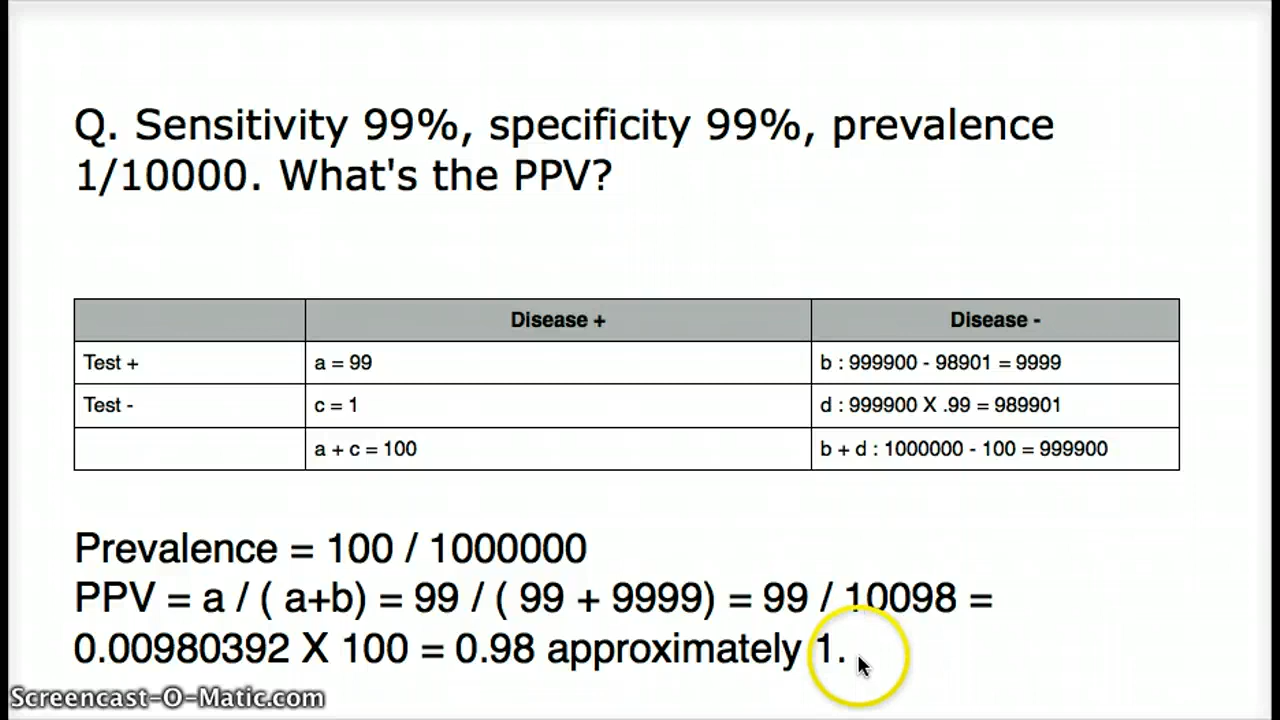 Q. Sensitivity 99%, specificity 99%, prevalence
1/10000. What's the PPV?
Disease + Disease -
Test + a = 99 b : 999900 - 98901 = 9999
Test - c = 1 d : 999900 X .99 = 989901
a + c = 100 b + d : 1000000 - 100 = 999900
Prevalence = 100 / 1000000
PPV = a / ( a+b) = 99 / ( 99 + 9999) = 99 / 10098 =
0.00980392 X 100 = 0.98 approximately 1.
Screencast-O-Matic.com